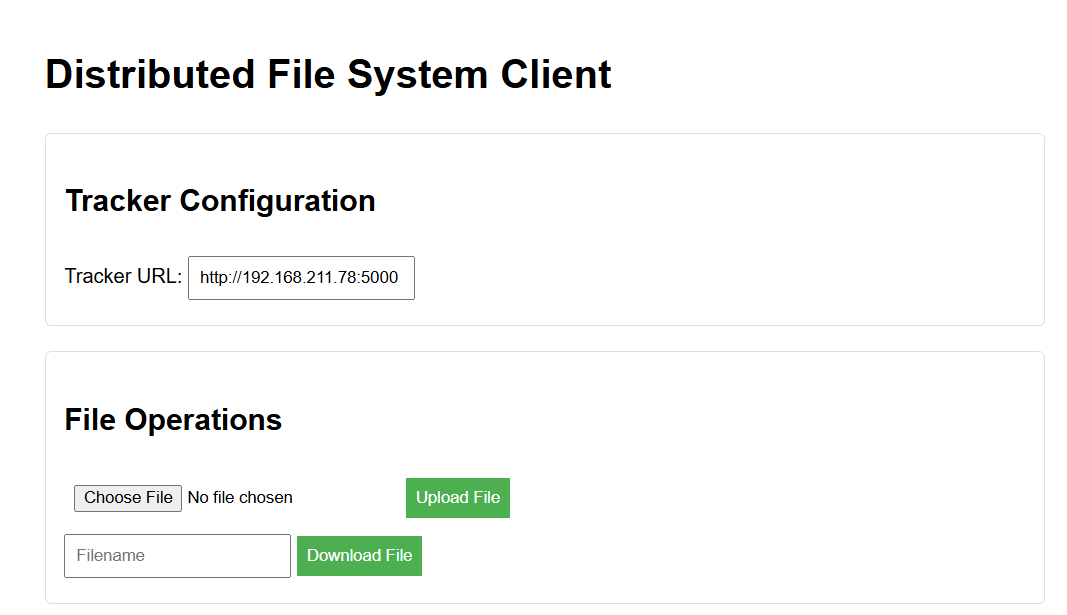 Distributed File System Client
Tracker Configuration
Tracker URL: http://192.168.211.78:5000
File Operations
Choose File No file chosen Upload File
Filename Download File